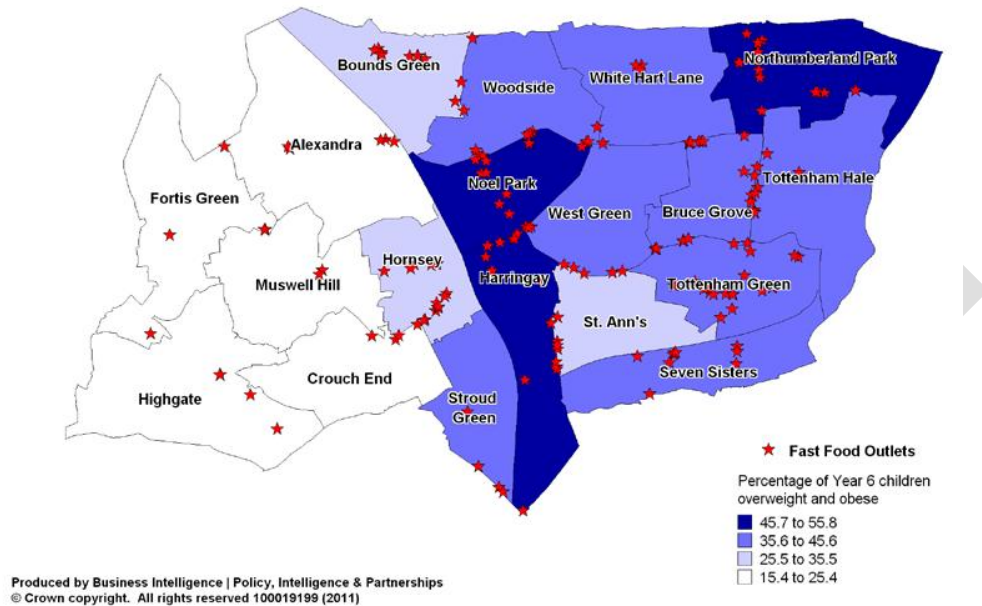 Bounds Green
Woodside
White Hart Lane
Northumberland Park
Alexandra
Noel Park
Tottenham Hale
Fortis Green
West Green
Bruce Grove
Hornsey
Muswell Hill
Harringay
Tottenham Green
St. Ann's
Crouch End
Seven Sisters
Highgate
Stroud
Green
Fast Food Outlets
Percentage of Year 6 children
overweight and obese
45.7 to 55.8
35.6 to 45.6
25.5 to 35.5
15.4 to 25.4
Produced by Business Intelligence | Policy, Intelligence & Partnerships
© Crown copyright. All rights reserved 100019199 (2011)